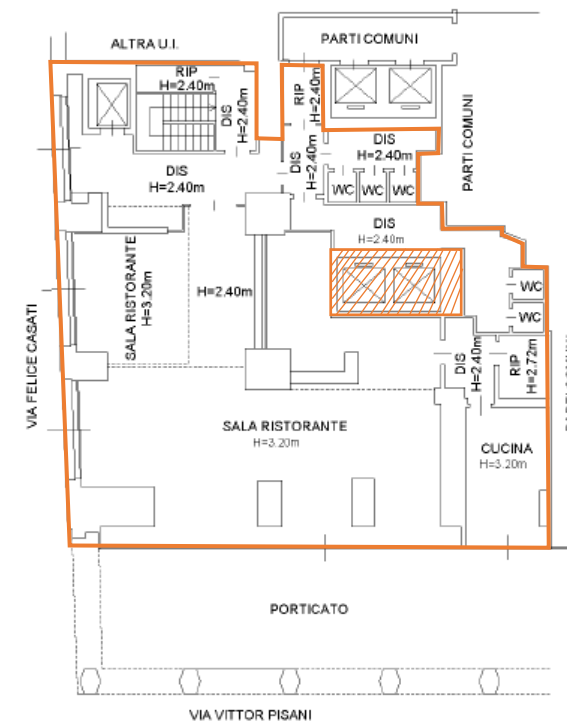 ALTRA U.I.
PARTI COMUNI
RIP
H=2.40m
DIS
H=2.40m
RIP
H=2.40m
DIS
H=2.40m
DIS
H=2.40m
PARTI COMUNI
DIS
H=2.40m
WC
WC
WC
DIS
H=2.40m
SALA RISTORANTE
H=3.20m
H=2.40m
WC
WC
VIA FELICE CASATI
DIS
H=2.40m
RIP
H=2.72m
SALA RISTORANTE
H=3.20m
CUCINA
H=3.20m
PORTICATO
VIA VITTOR PISANI